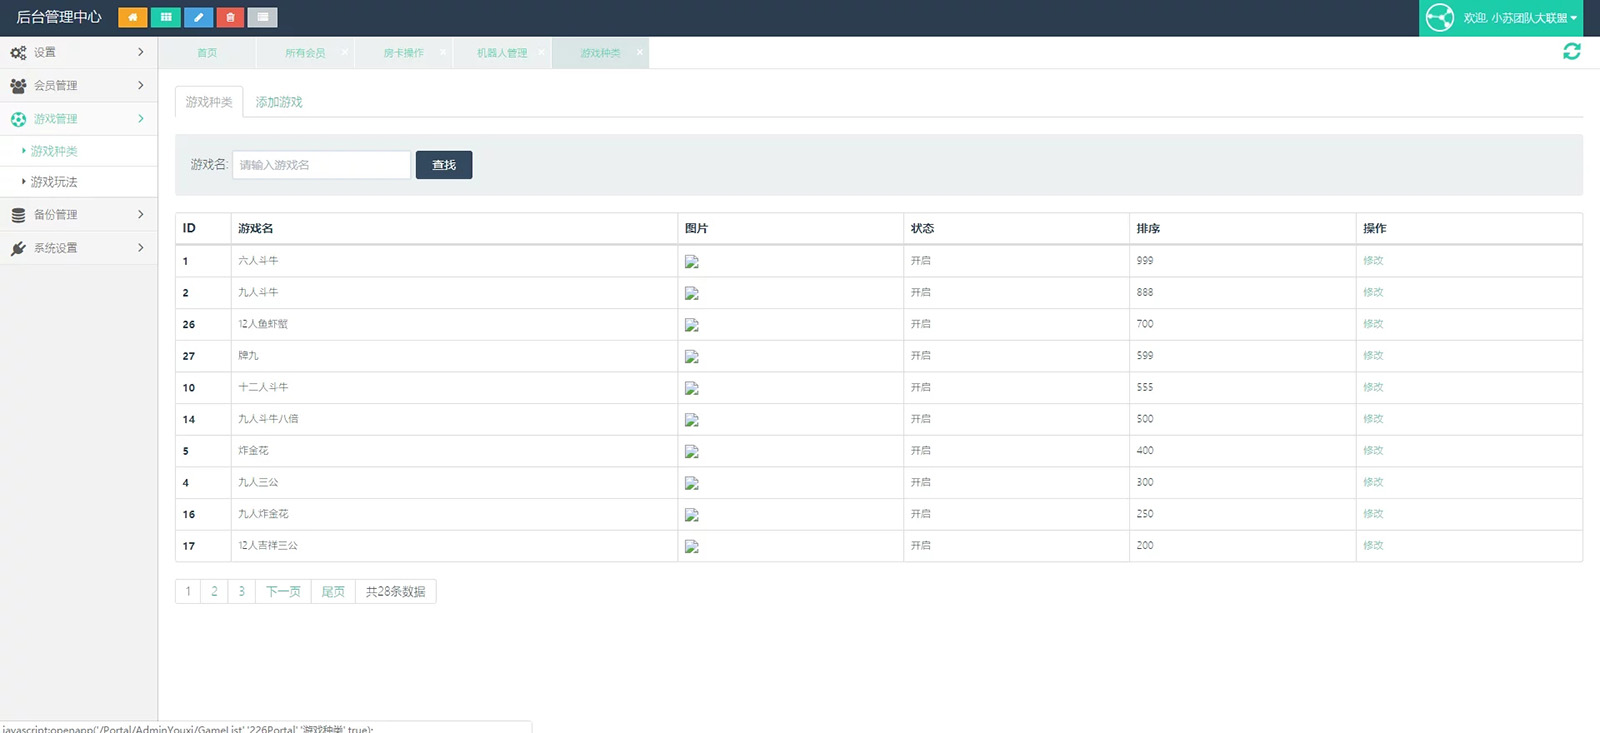 后台管理中心
欢迎, 小苏团队大联盟
设置
会员管理
游戏管理
游戏种类
游戏玩法
备份管理
系统设置
首页 所有会员 房卡操作 机器人管理 游戏种类
游戏种类 添加游戏
游戏名: 请输入游戏名 查找
ID 游戏名 图片 状态 排序 操作
1 六人斗牛 开启 999 修改
2 九人斗牛 开启 888 修改
26 12人鱼虾蟹 开启 700 修改
27 牌九 开启 599 修改
10 十二人斗牛 开启 555 修改
14 九人斗牛八倍 开启 500 修改
5 炸金花 开启 400 修改
4 九人三公 开启 300 修改
16 九人炸金花 开启 250 修改
17 12人吉祥三公 开启 200 修改
1 2 3 下一页 尾页 共28条数据
javascript:openapp('/Portal/AdminYouxi/GameList','226Portal','游戏种类',true);